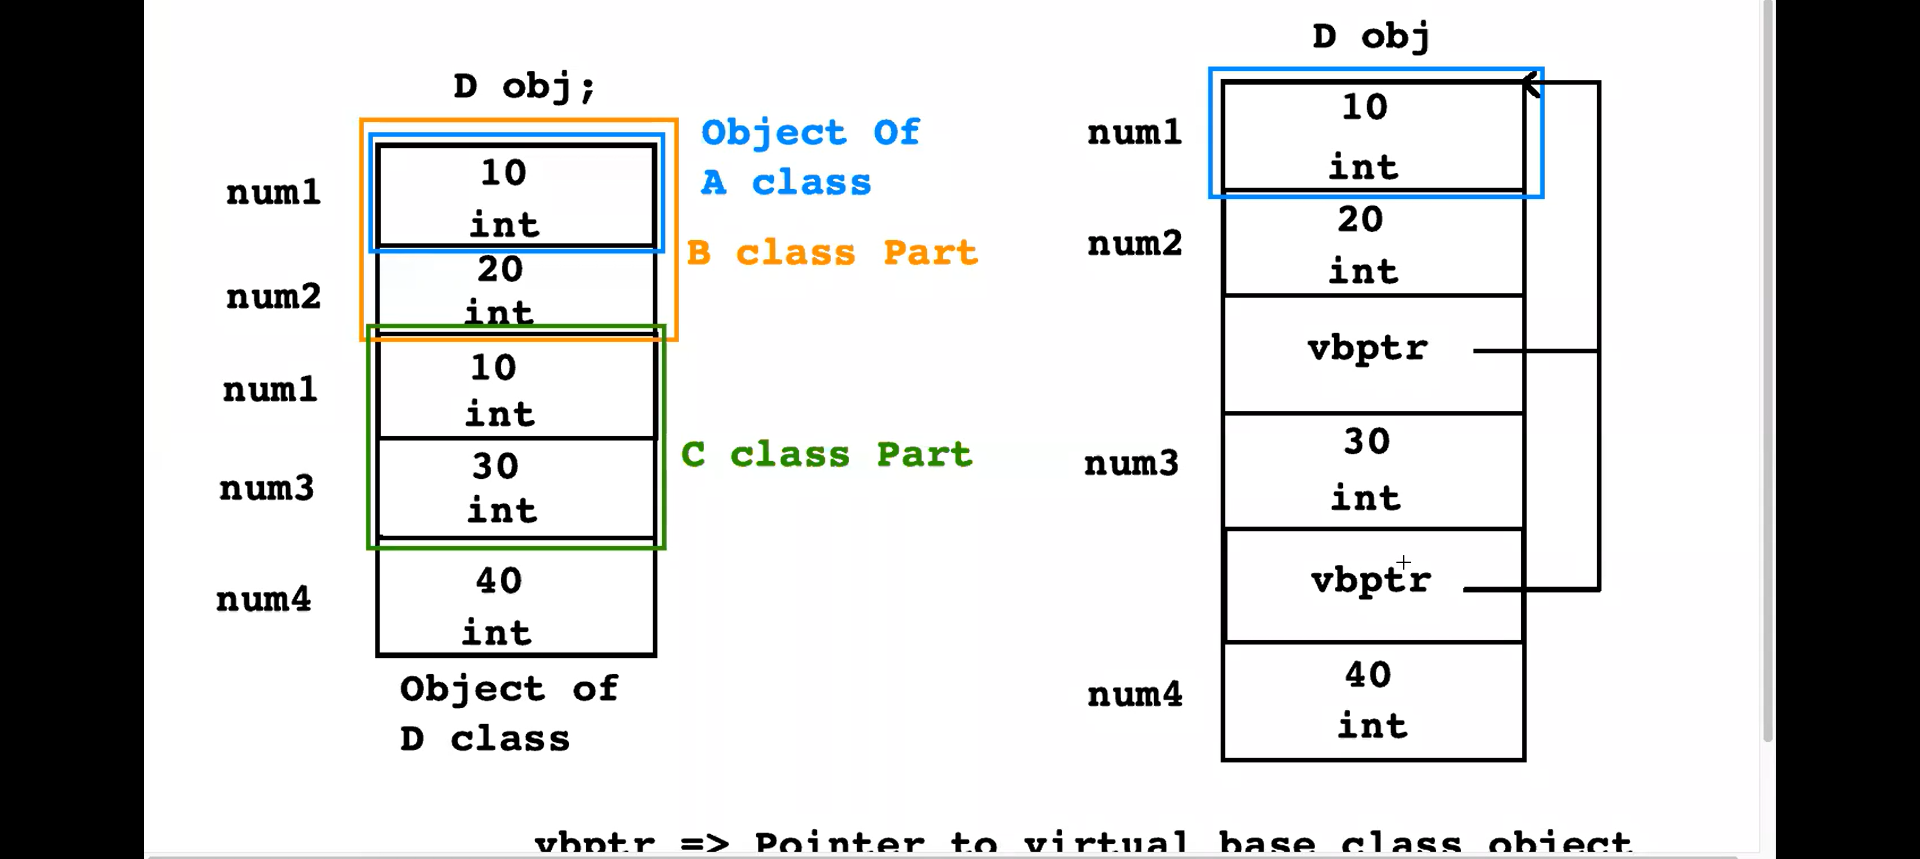 D obj;
num1
10
int
Object Of
A class
num2
20
int
B class Part
num1
10
int
num3
30
int
C class Part
num4
40
int
Object of
D class
D obj
num1
10
int
num2
20
int
vbptr
num3
30
int
vbptr
num4
40
int
vbptr => Pointer to virtual base class object